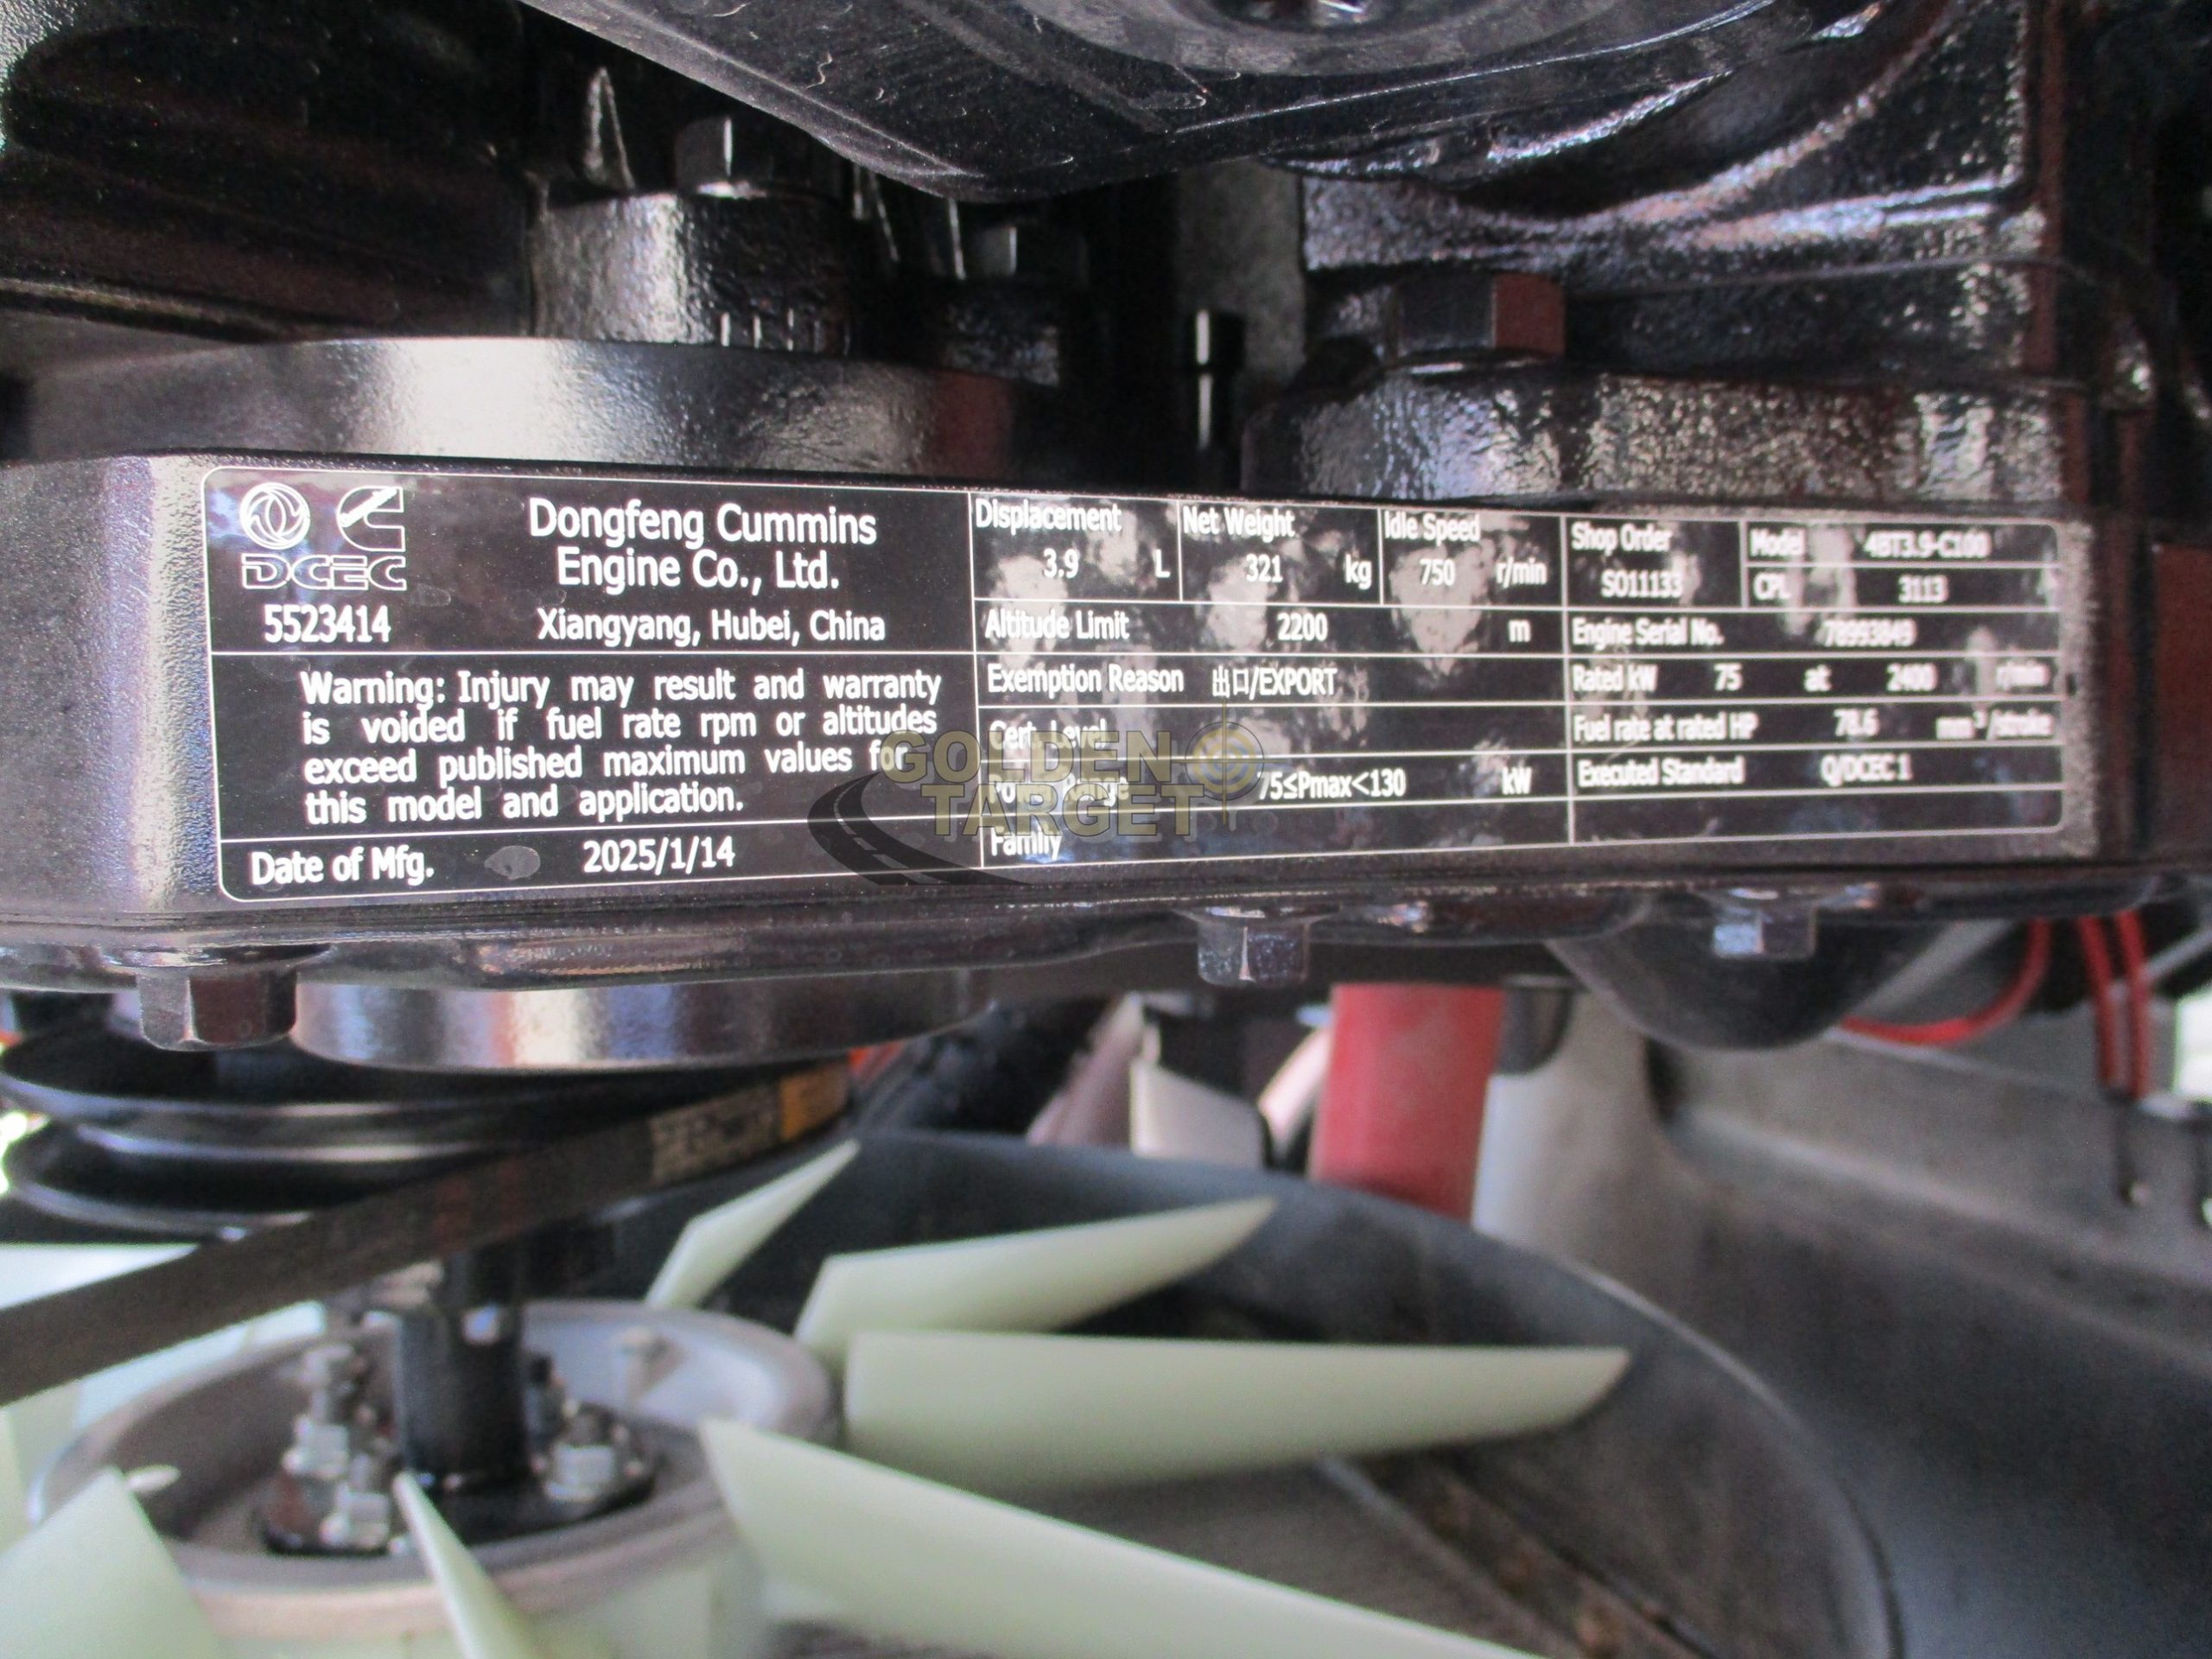 DCEC
5523414
Dongfeng Cummins
Engine Co., Ltd.
Xiangyang, Hubei, China
Warning: Injury may result and warranty
is voided if fuel rate rpm or altitudes
exceed published maximum values for
this model and application.
Date of Mfg. 2025/1/14
Displacement
3.9 L
Net Weight
321 kg
Idle Speed
750 r/min
Altitude Limit 2200 m
Exemption Reason 出口/EXPORT
Cert. Level
75≤Pmax<130 kW
Family
Shop Order
SO11133
Model 4BT3.9-C100
CPL 3113
Engine Serial No. 78993849
Rated kW 75 at 2400 r/min
Fuel rate at rated HP 78.6 mm³/stroke
Executed Standard Q/DCEC 1
GOLDEN
TARGET